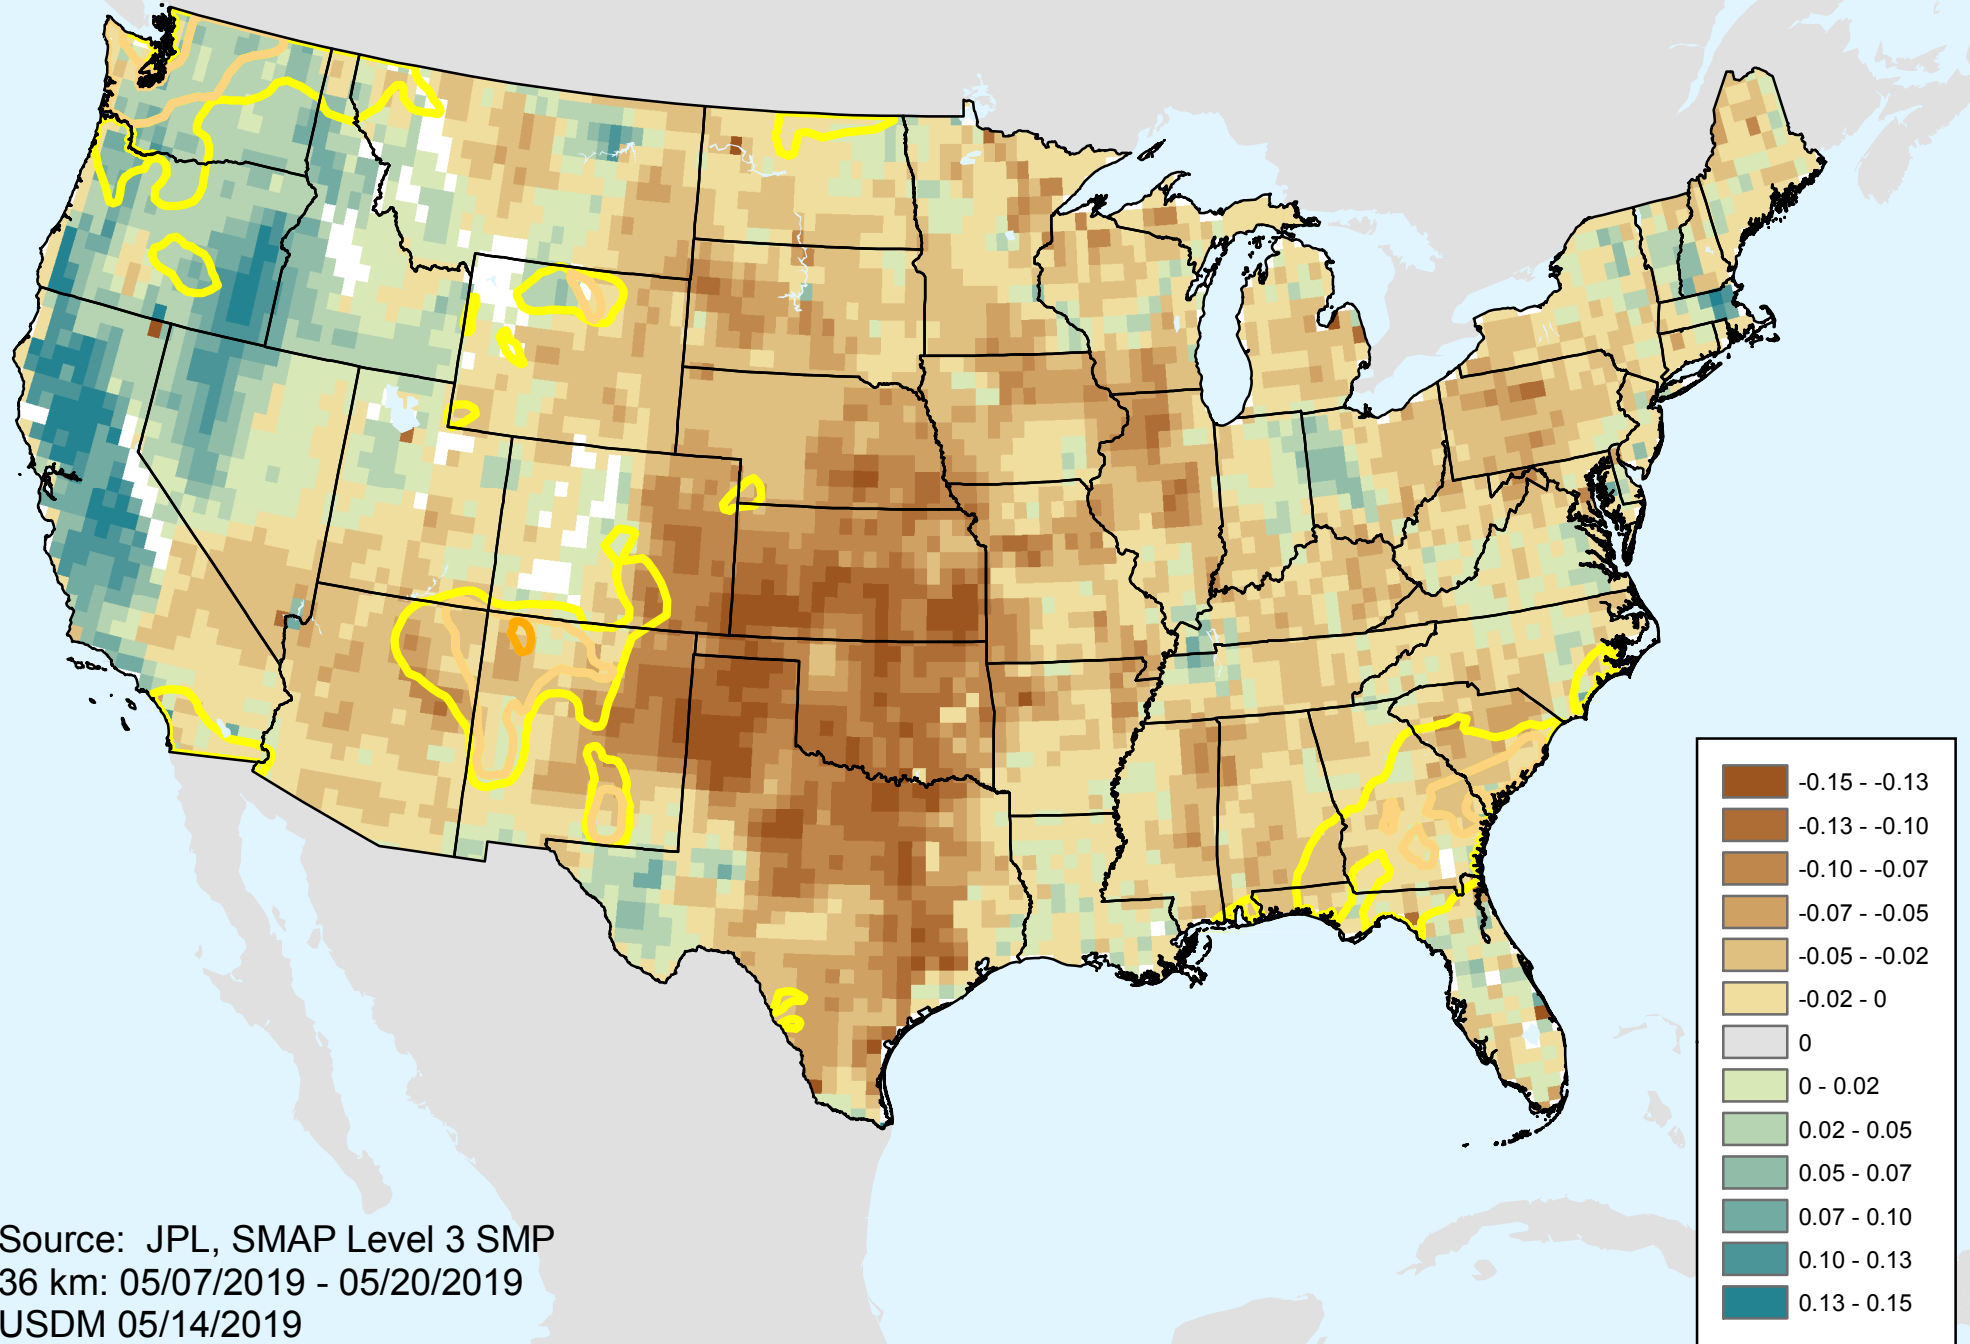 -0.15 - -0.13
-0.13 - -0.10
-0.10 - -0.07
-0.07 - -0.05
-0.05 - -0.02
-0.02 - 0
0
0 - 0.02
0.02 - 0.05
0.05 - 0.07
0.07 - 0.10
0.10 - 0.13
0.13 - 0.15
Source: JPL, SMAP Level 3 SMP
36 km: 05/07/2019 - 05/20/2019
USDM 05/14/2019